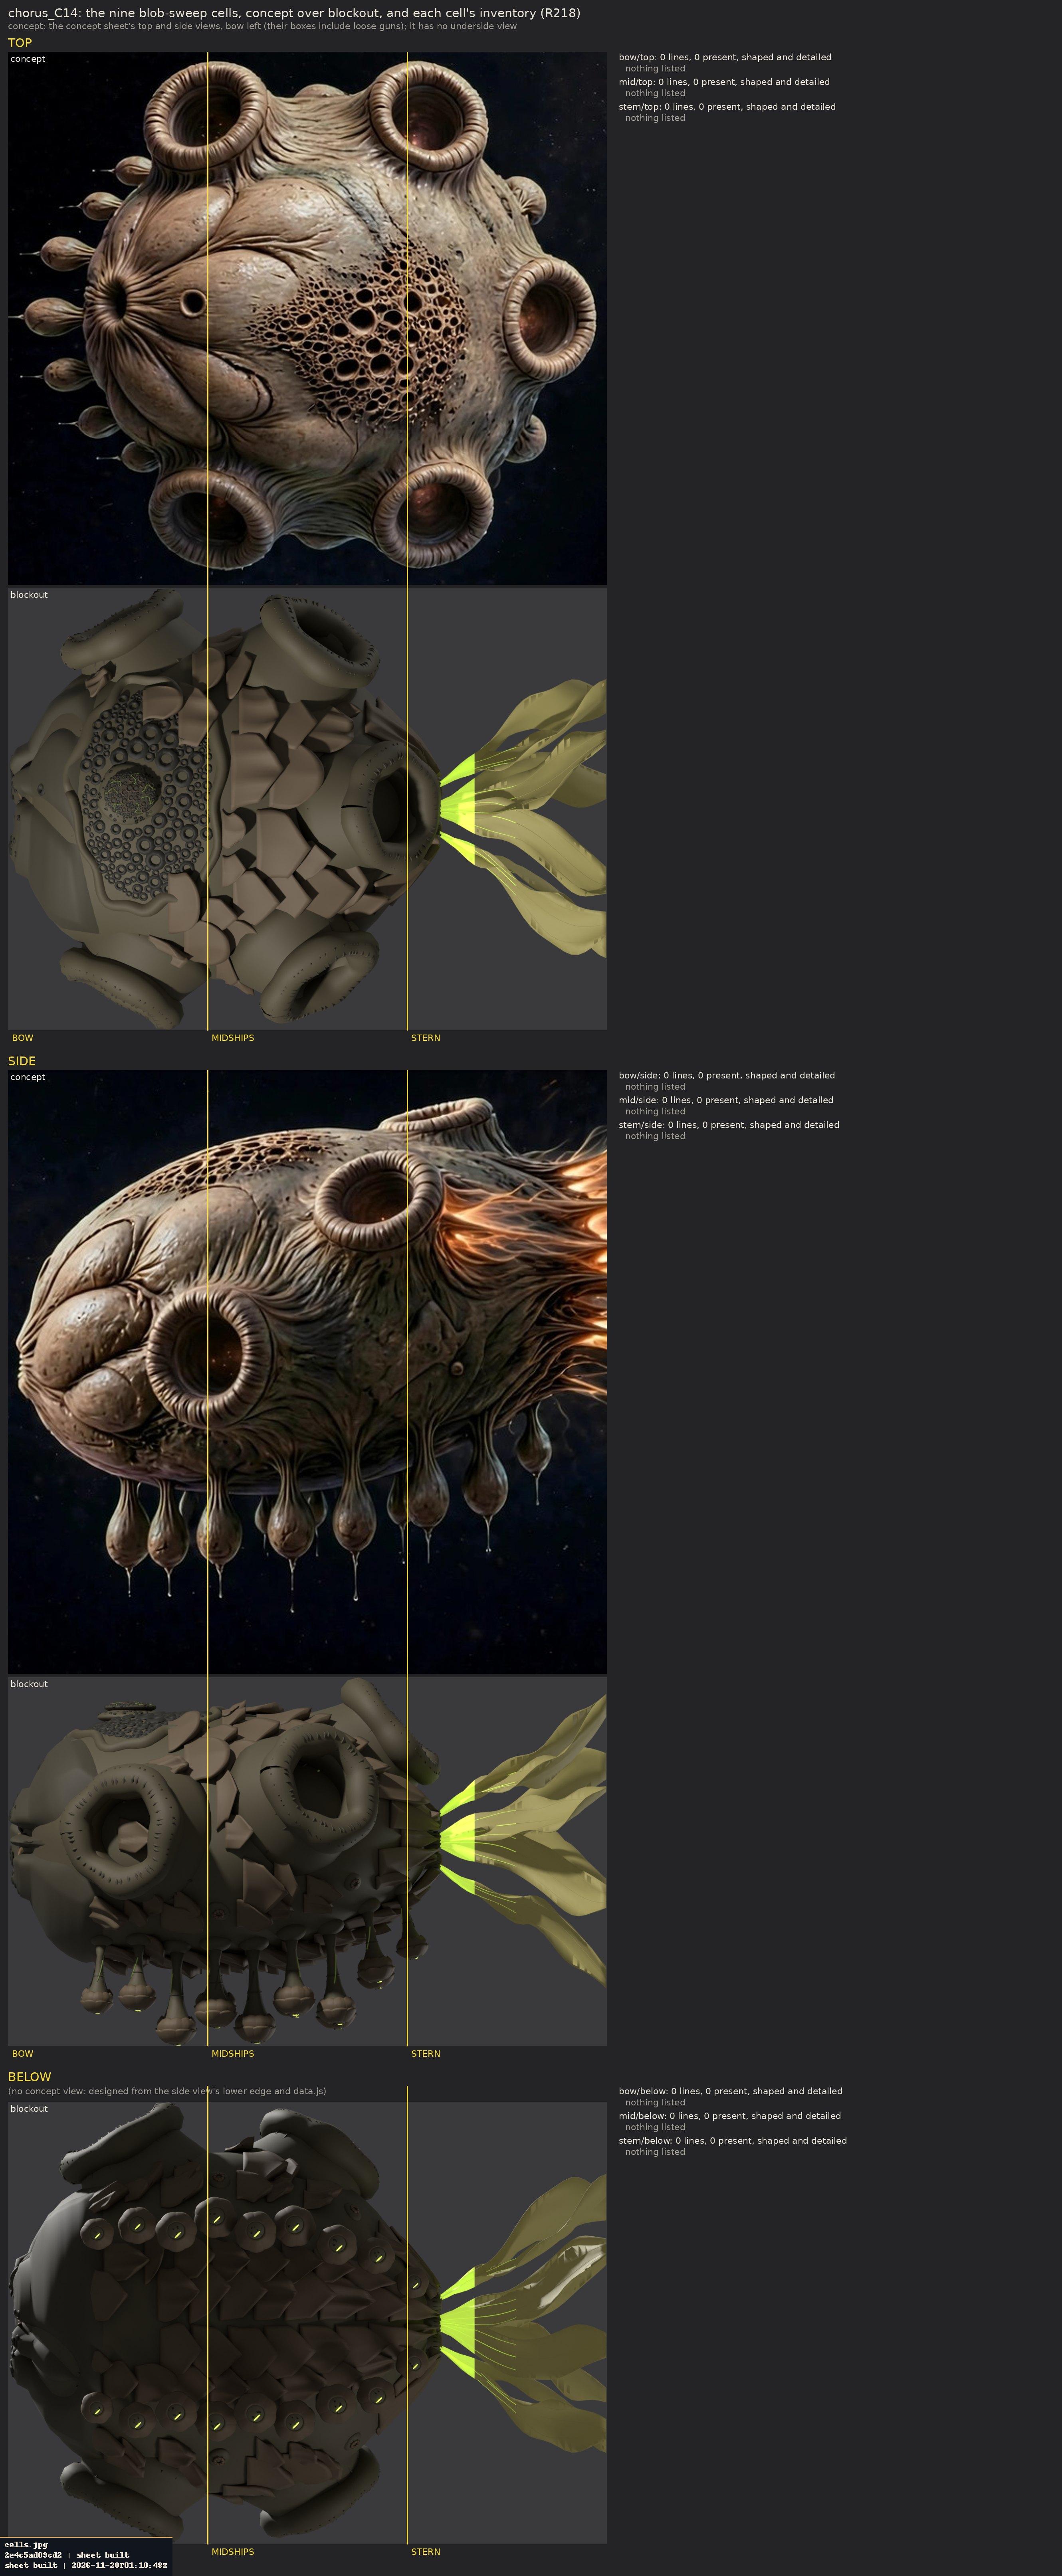 chorus_C14: the nine blob-sweep cells, concept over blockout, and each cell's inventory (R218)
concept: the concept sheet's top and side views, bow left (their boxes include loose guns); it has no underside view
TOP
concept
bow/top: 0 lines, 0 present, shaped and detailed
nothing listed
mid/top: 0 lines, 0 present, shaped and detailed
nothing listed
stern/top: 0 lines, 0 present, shaped and detailed
nothing listed
blockout
BOW
MIDSHIPS
STERN
SIDE
concept
bow/side: 0 lines, 0 present, shaped and detailed
nothing listed
mid/side: 0 lines, 0 present, shaped and detailed
nothing listed
stern/side: 0 lines, 0 present, shaped and detailed
nothing listed
blockout
BOW
MIDSHIPS
STERN
BELOW
(no concept view: designed from the side view's lower edge and data.js)
bow/below: 0 lines, 0 present, shaped and detailed
nothing listed
mid/below: 0 lines, 0 present, shaped and detailed
nothing listed
stern/below: 0 lines, 0 present, shaped and detailed
nothing listed
blockout
MIDSHIPS
STERN
cells.jpg
2e4c5ad09cd2 | sheet built
sheet built | 2026-11-20T01:10:48Z